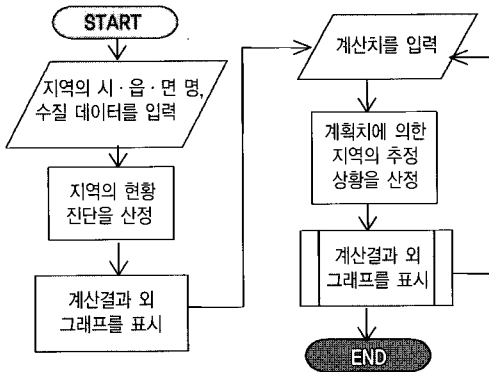 START
지역의 시·읍·면 명,
수질 데이터를 입력
지역의 현황
진단을 산정
계산결과 외
그래프를 표시
계산치를 입력
계획치에 의한
지역의 추정
상황을 산정
계산결과 외
그래프를 표시
END